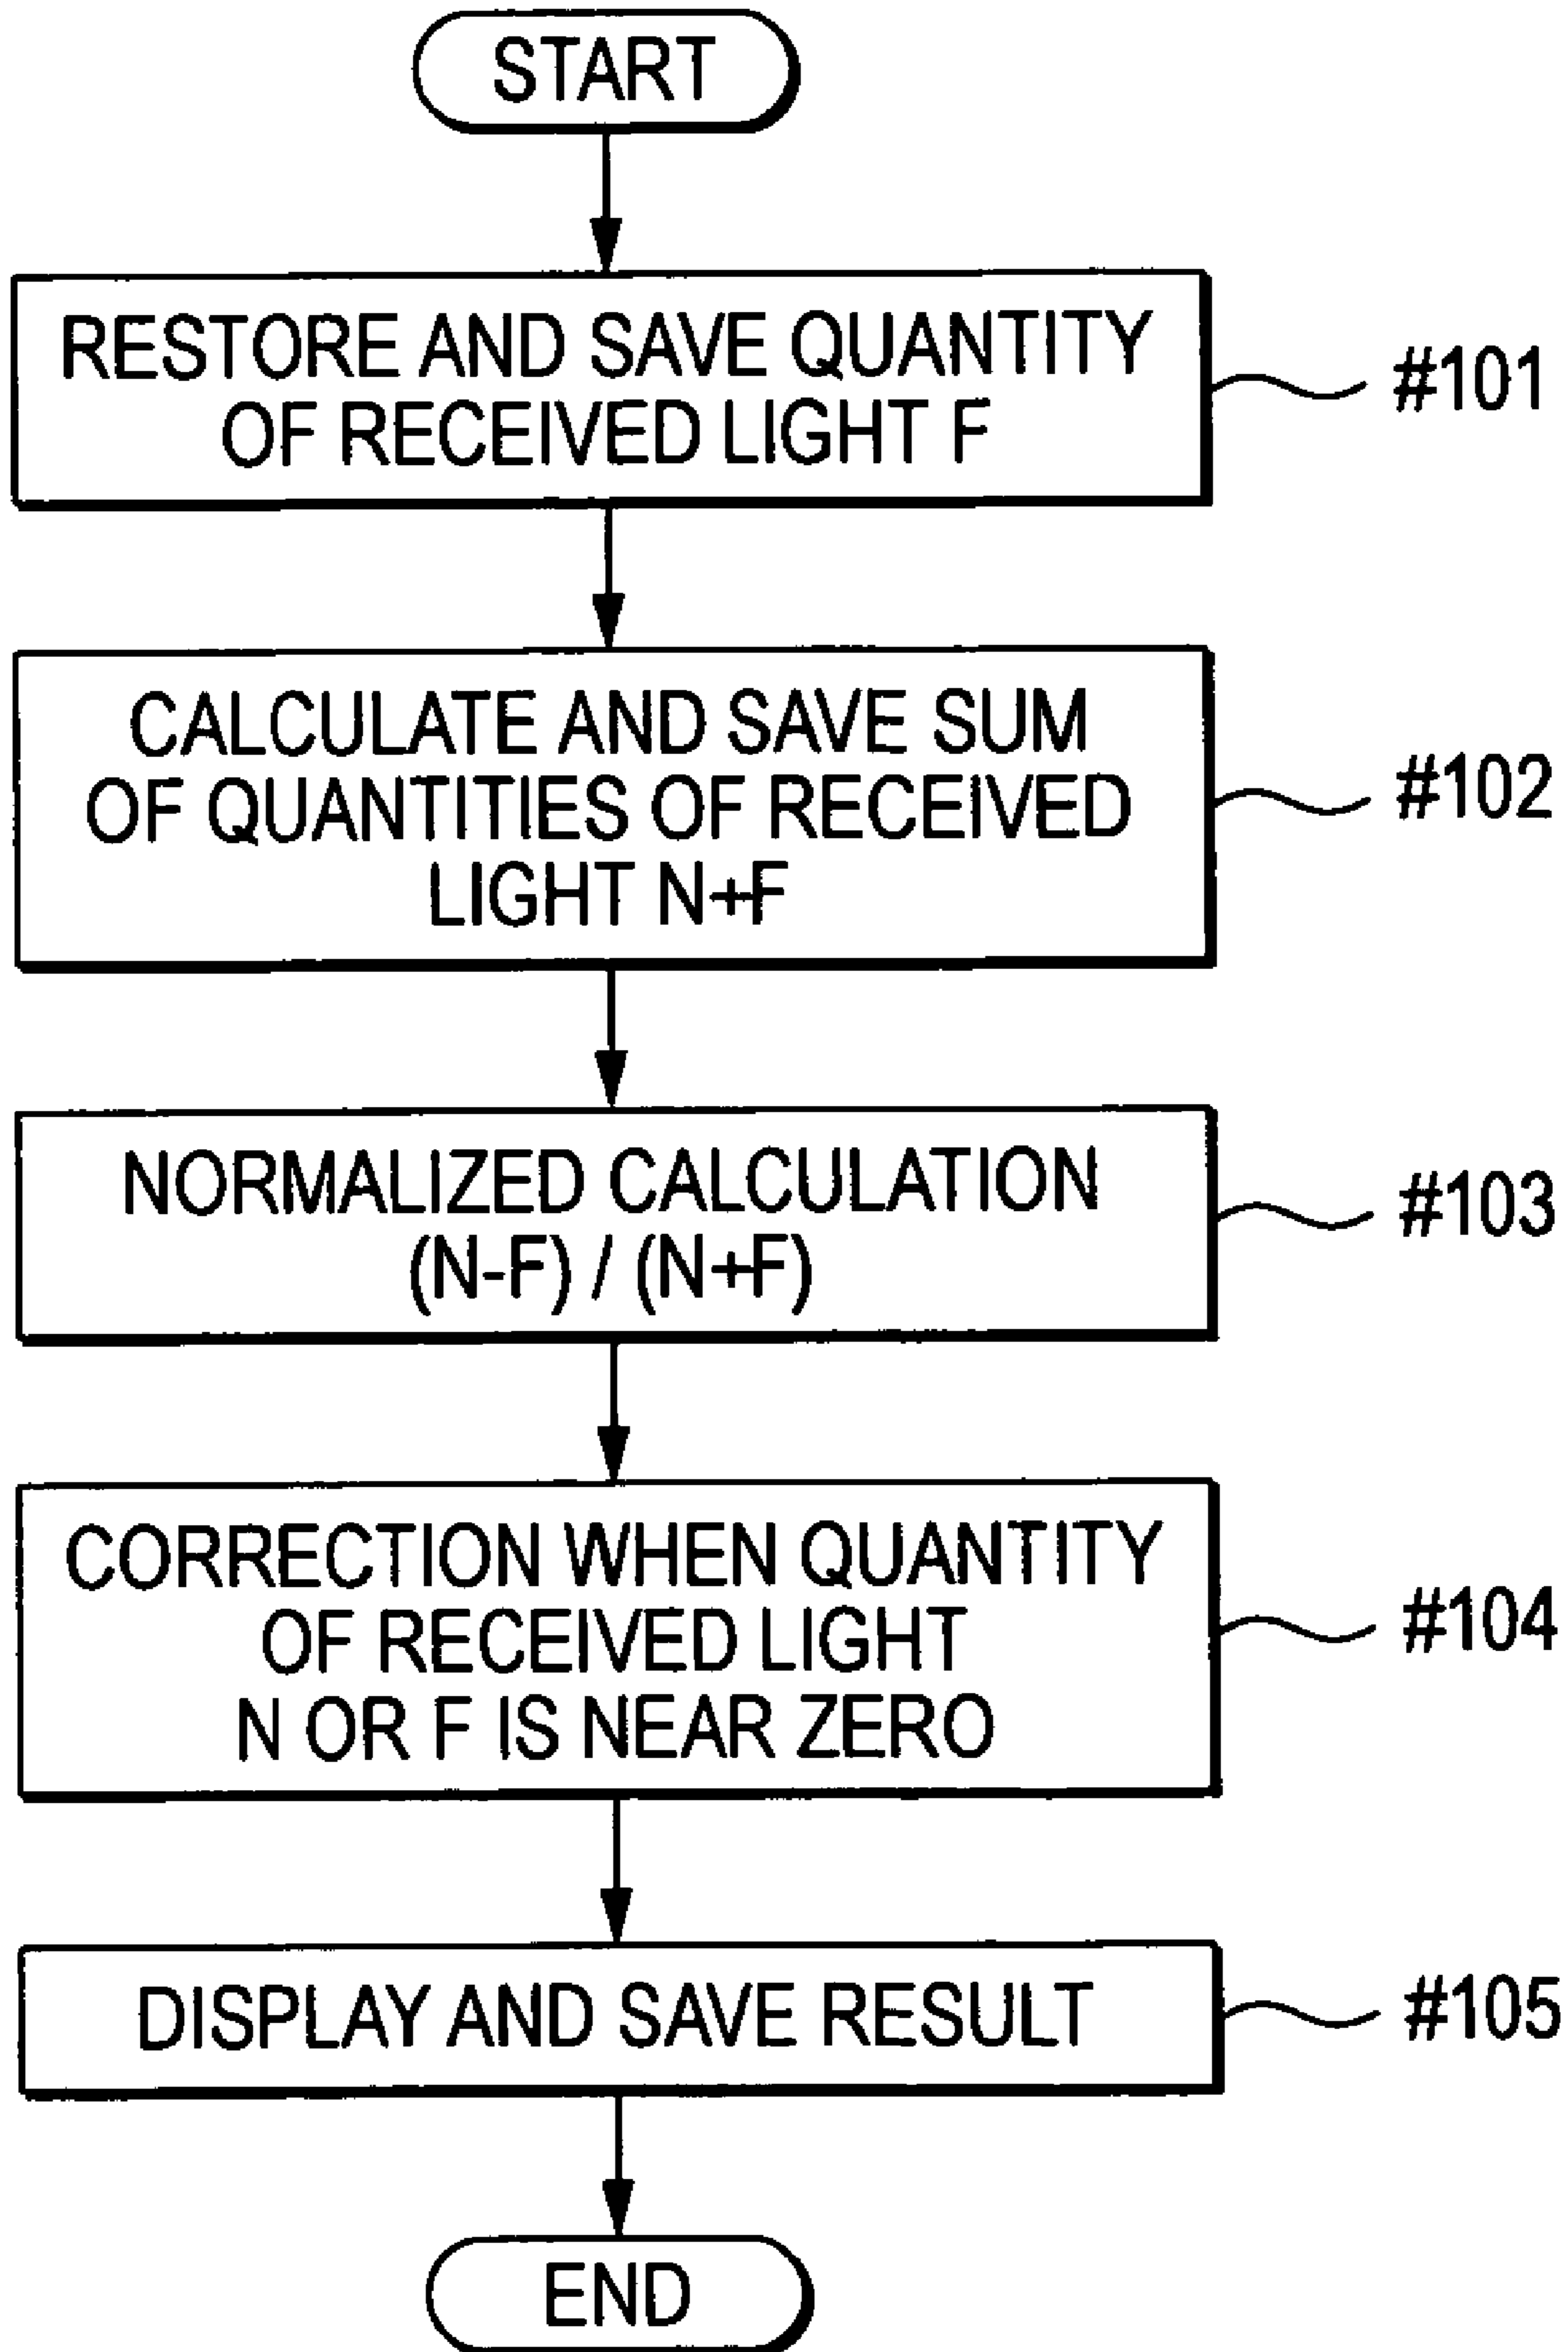 START
RESTORE AND SAVE QUANTITY
OF RECEIVED LIGHT F
#101
CALCULATE AND SAVE SUM
OF QUANTITIES OF RECEIVED
LIGHT N+F
#102
NORMALIZED CALCULATION
(N-F) / (N+F)
#103
CORRECTION WHEN QUANTITY
OF RECEIVED LIGHT
N OR F IS NEAR ZERO
#104
DISPLAY AND SAVE RESULT
#105
END